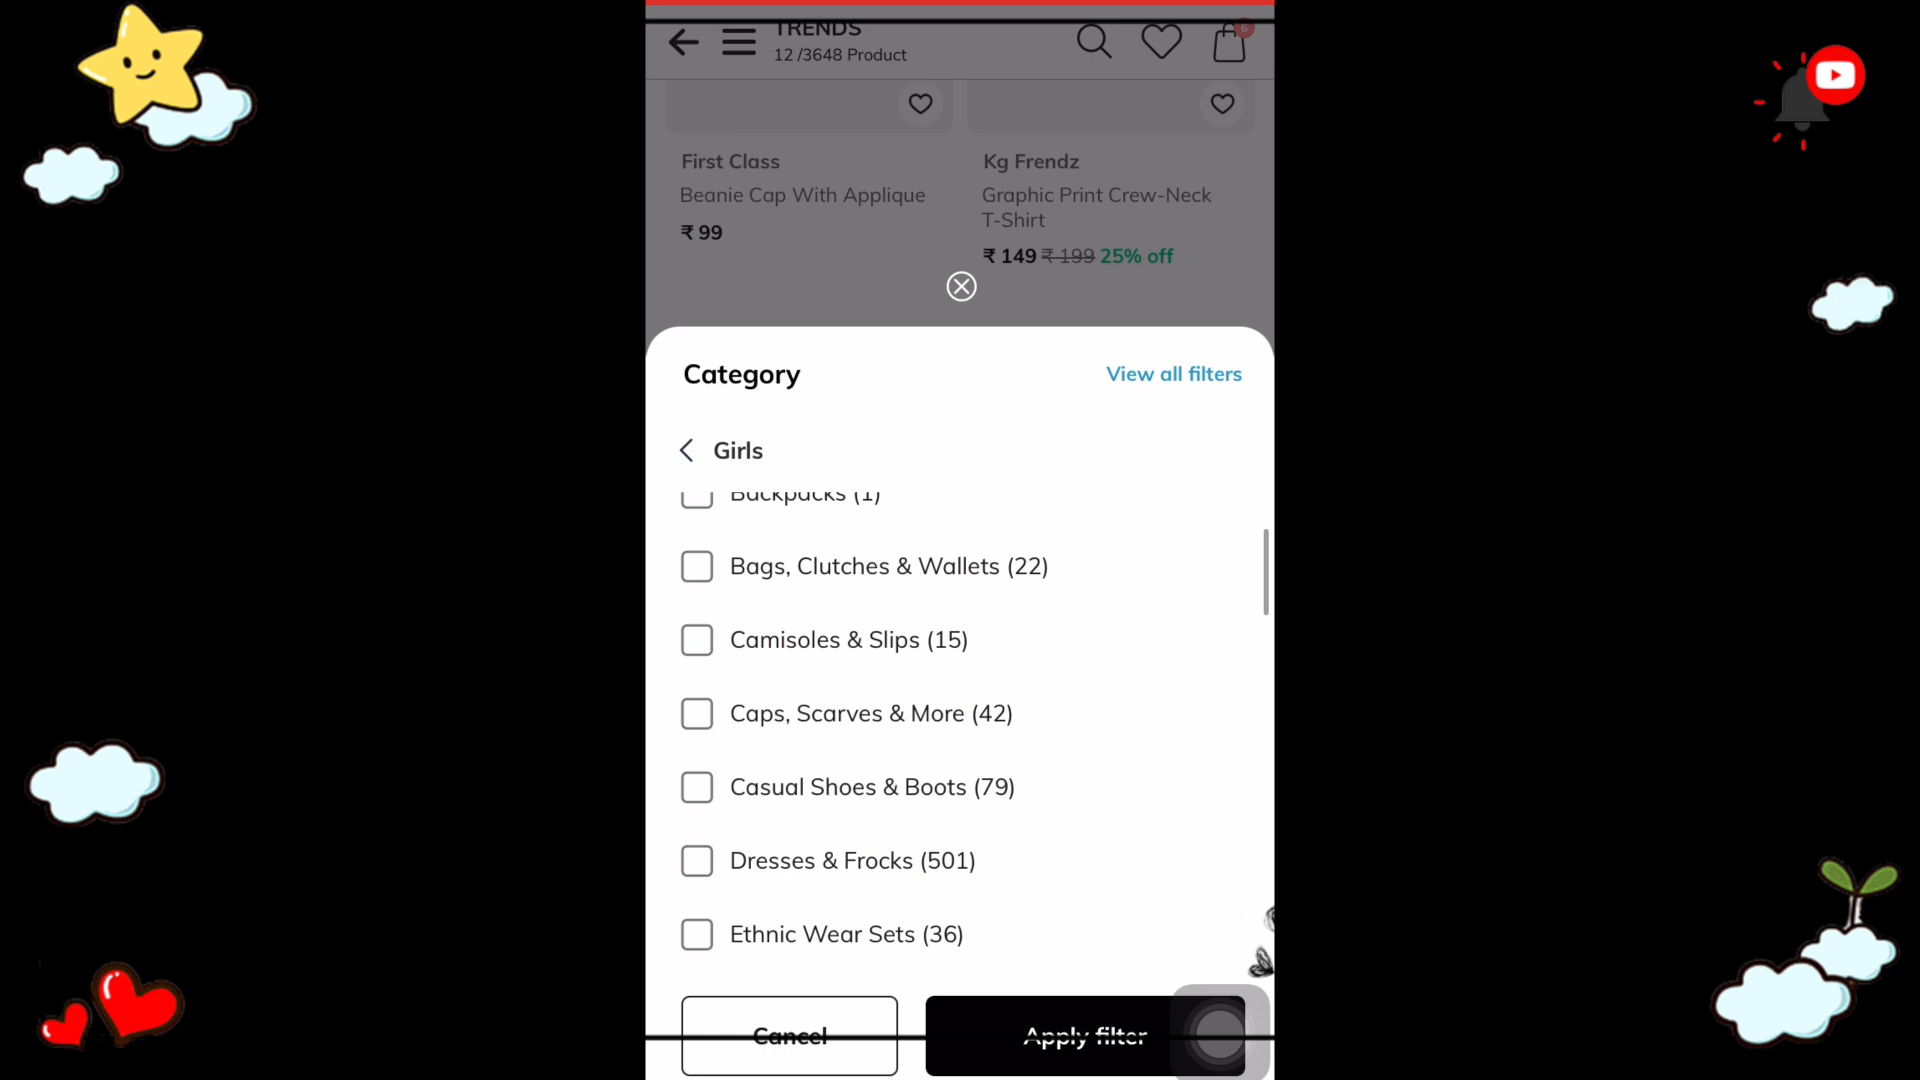 TRENDS
12 /3648 Product
6
First Class
Kg Frendz
Beanie Cap With Applique
Graphic Print Crew-Neck
T-Shirt
₹ 99
₹ 149 ₹ 199 25% off
Category
View all filters
Girls
Backpacks (1)
Bags, Clutches & Wallets (22)
Camisoles & Slips (15)
Caps, Scarves & More (42)
Casual Shoes & Boots (79)
Dresses & Frocks (501)
Ethnic Wear Sets (36)
Cancel
Apply filter